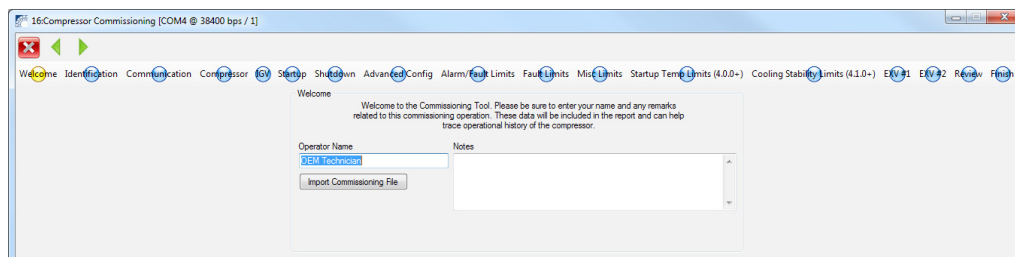 16:Compressor Commissioning [COM4 @ 38400 bps / 1]
Welcome Identification Communication Compressor IGV Startup Shutdown Advanced Config Alarm/Fault Limits Fault Limits Misc Limits Startup Temp Limits (4.0.0+) Cooling Stability Limits (4.1.0+) EXV #1 EXV #2 Review Finish
Welcome
Welcome to the Commissioning Tool. Please be sure to enter your name and any remarks
related to this commissioning operation. These data will be included in the report and can help
trace operational history of the compressor.
Operator Name Notes
OEM Technician
Import Commissioning File